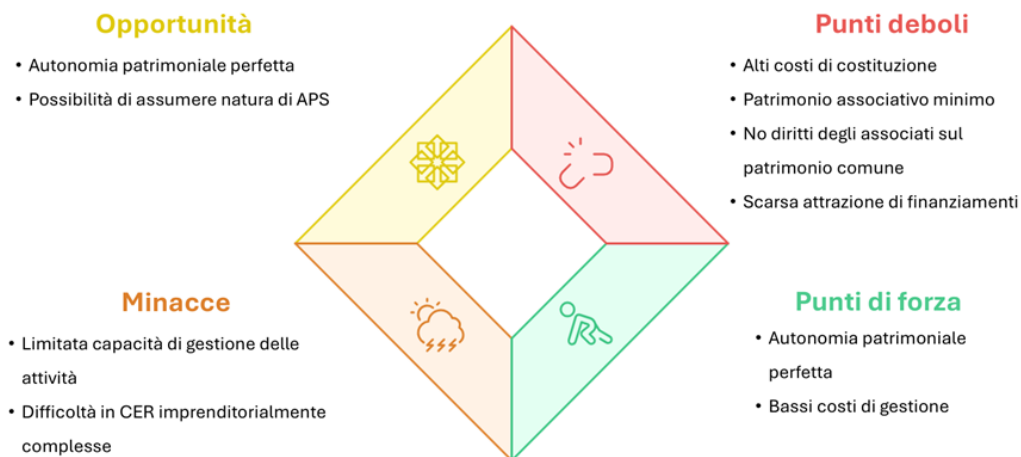 Opportunità
• Autonomia patrimoniale perfetta
• Possibilità di assumere natura di APS
Punti deboli
• Alti costi di costituzione
• Patrimonio associativo minimo
• No diritti degli associati sul
patrimonio comune
• Scarsa attrazione di finanziamenti
Minacce
• Limitata capacità di gestione delle
attività
• Difficoltà in CER imprenditorialmente
complesse
Punti di forza
• Autonomia patrimoniale
perfetta
• Bassi costi di gestione